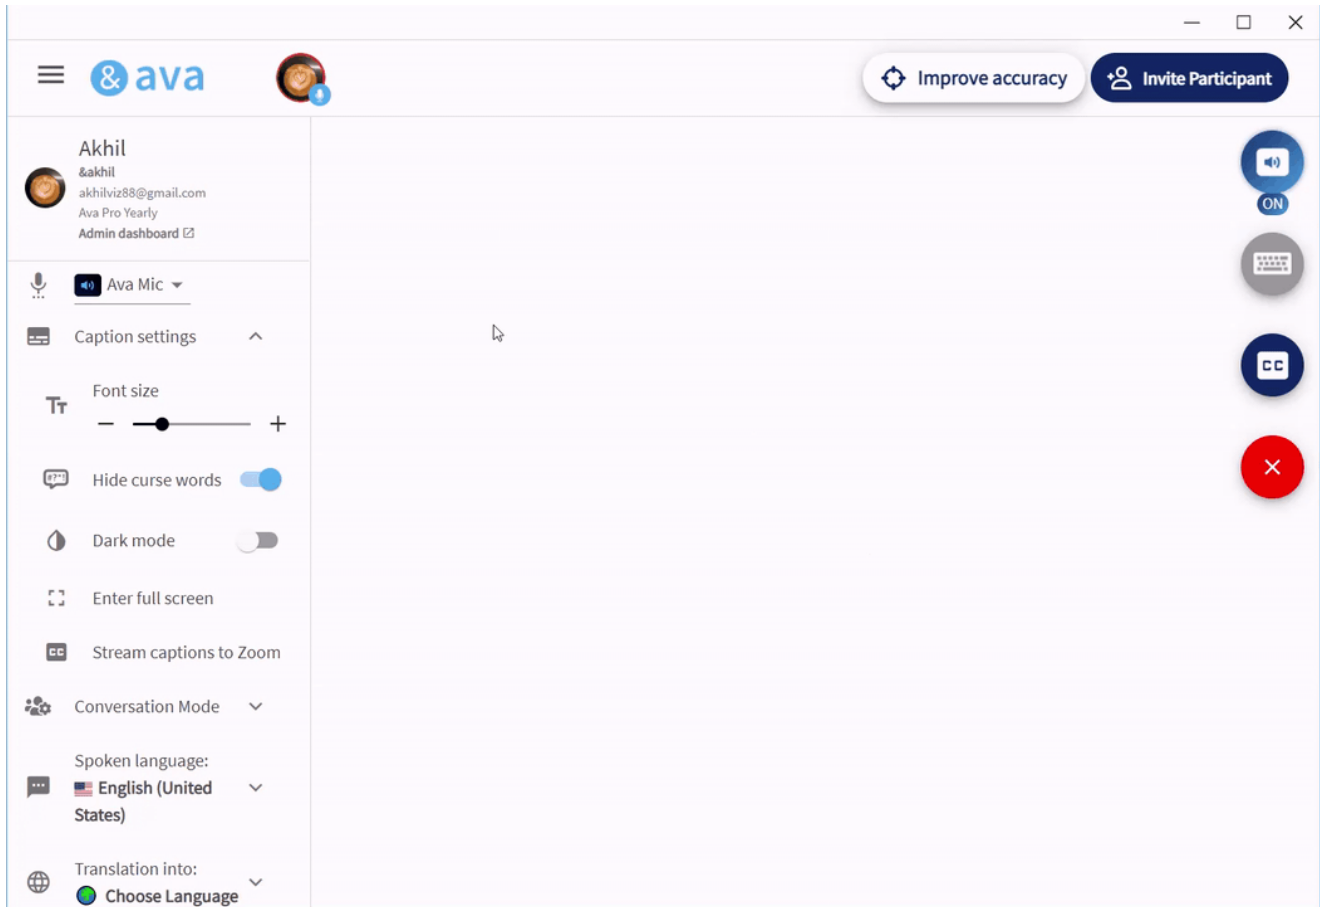 & ava
Improve accuracy
Invite Participant
Akhil
&akhil
akhilviz88@gmail.com
Ava Pro Yearly
Admin dashboard
ON
Ava Mic
Caption settings
Font size
Tт
#?*!
Hide curse words
Dark mode
Enter full screen
CC
CC Stream captions to Zoom
Conversation Mode
Spoken language:
English (United
States)
Translation into:
Choose Language